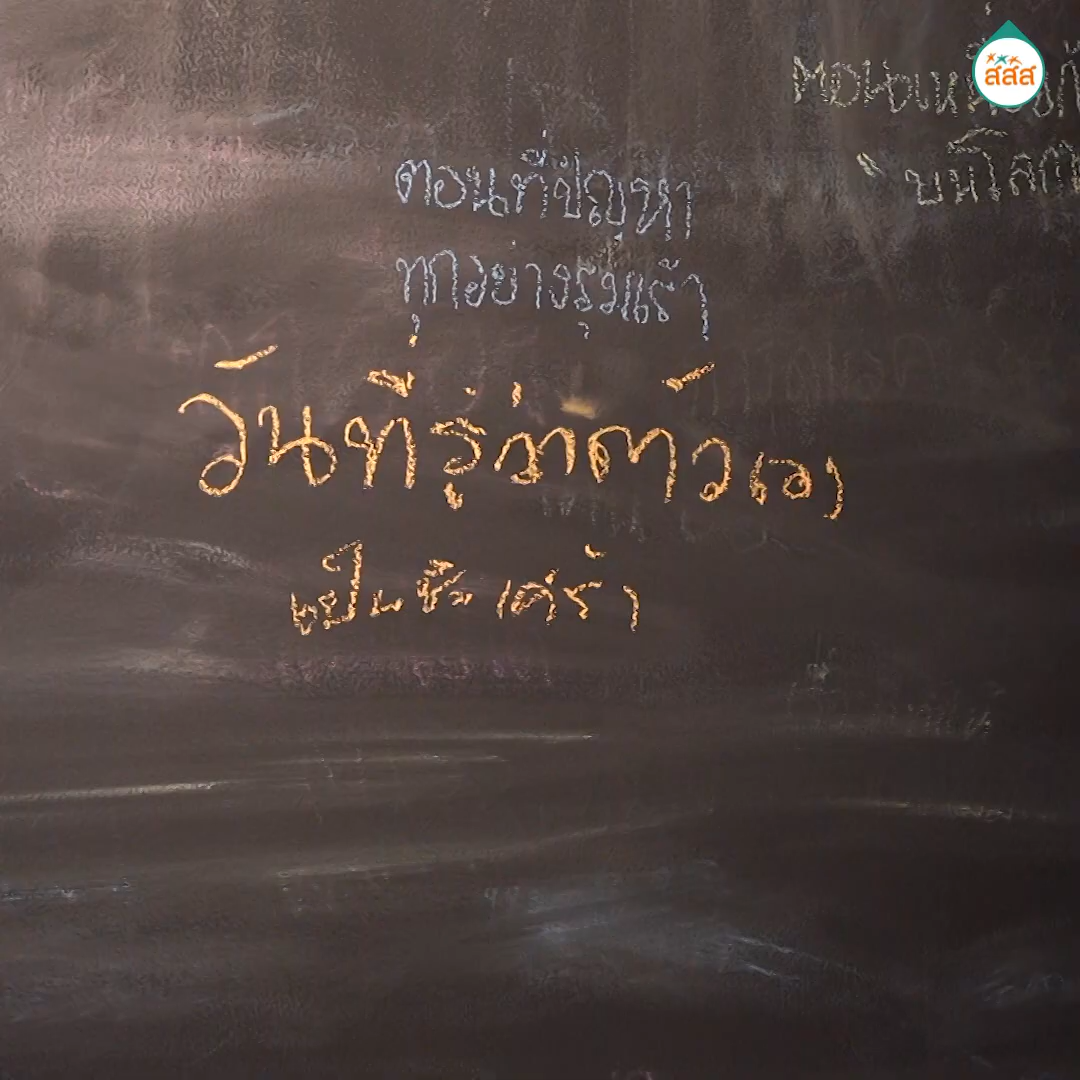 สสส
ตอนที่ปัญหา
ทุกอย่างรุมเร้า
วันที่รู้ว่าตัวเอง
เป็นซึมเศร้า